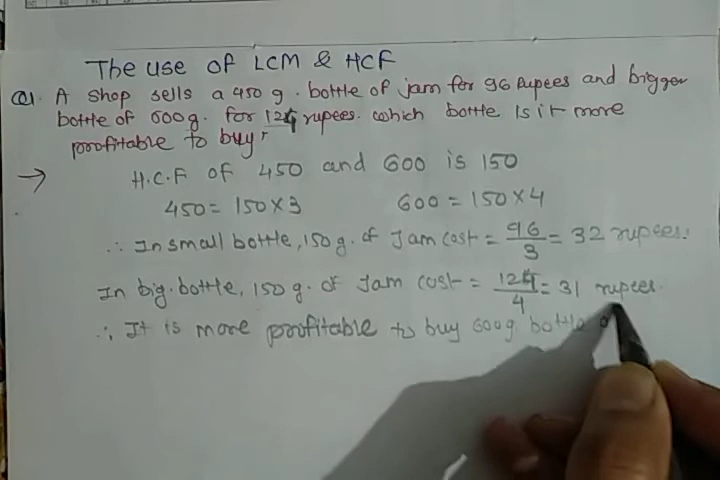 The use of LCM & HCF
Q1. A shop sells a 450 g. bottle of jam for 96 Rupees and bigger
bottle of 600g. for 124 rupees. which bottle is it more
profitable to buy?
→ H.C.F of 450 and 600 is 150
450 = 150 × 3 600 = 150 × 4
∴ In small bottle, 150 g. of Jam cost = 96/3 = 32 rupees.
In big. bottle, 150 g. of Jam cost = 124/4 = 31 rupees.
∴ It is more profitable to buy 600g bottle o